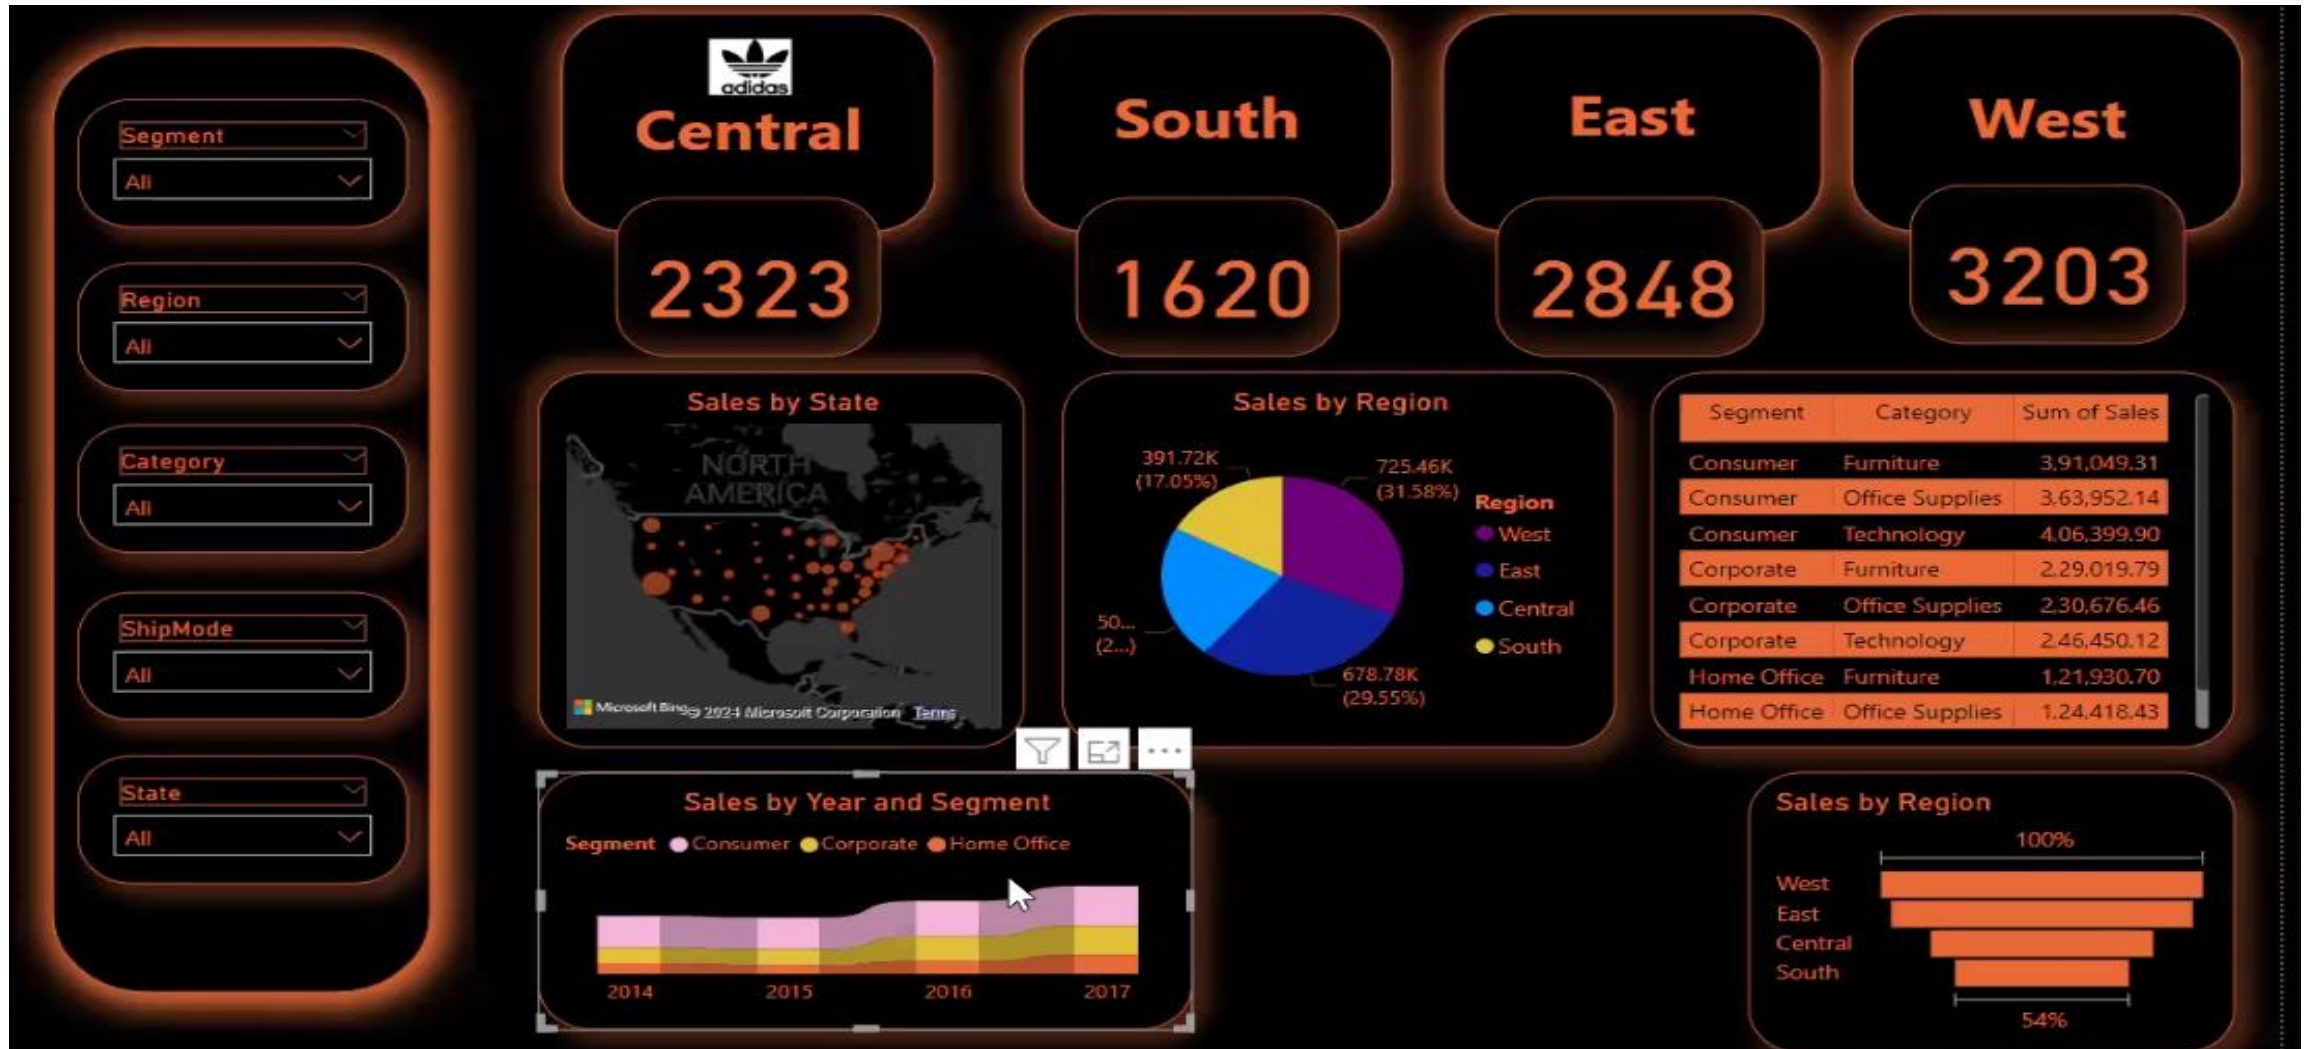 Segment
All
Region
All
Category
All
ShipMode
All
State
All
adidas
Central
2323
South
1620
East
2848
West
3203
Sales by State
NORTH
AMERICA
Microsoft Bing
© 2024 Microsoft Corporation Terms
Sales by Region
391.72K
(17.05%)
725.46K
(31.58%)
50...
(2...)
678.78K
(29.55%)
Region
West
East
Central
South
Segment Category Sum of Sales
Consumer Furniture 3,91,049.31
Consumer Office Supplies 3,63,952.14
Consumer Technology 4,06,399.90
Corporate Furniture 2,29,019.79
Corporate Office Supplies 2,30,676.46
Corporate Technology 2,46,450.12
Home Office Furniture 1,21,930.70
Home Office Office Supplies 1,24,418.43
Sales by Year and Segment
Segment Consumer Corporate Home Office
2014 2015 2016 2017
Sales by Region
100%
West
East
Central
South
54%